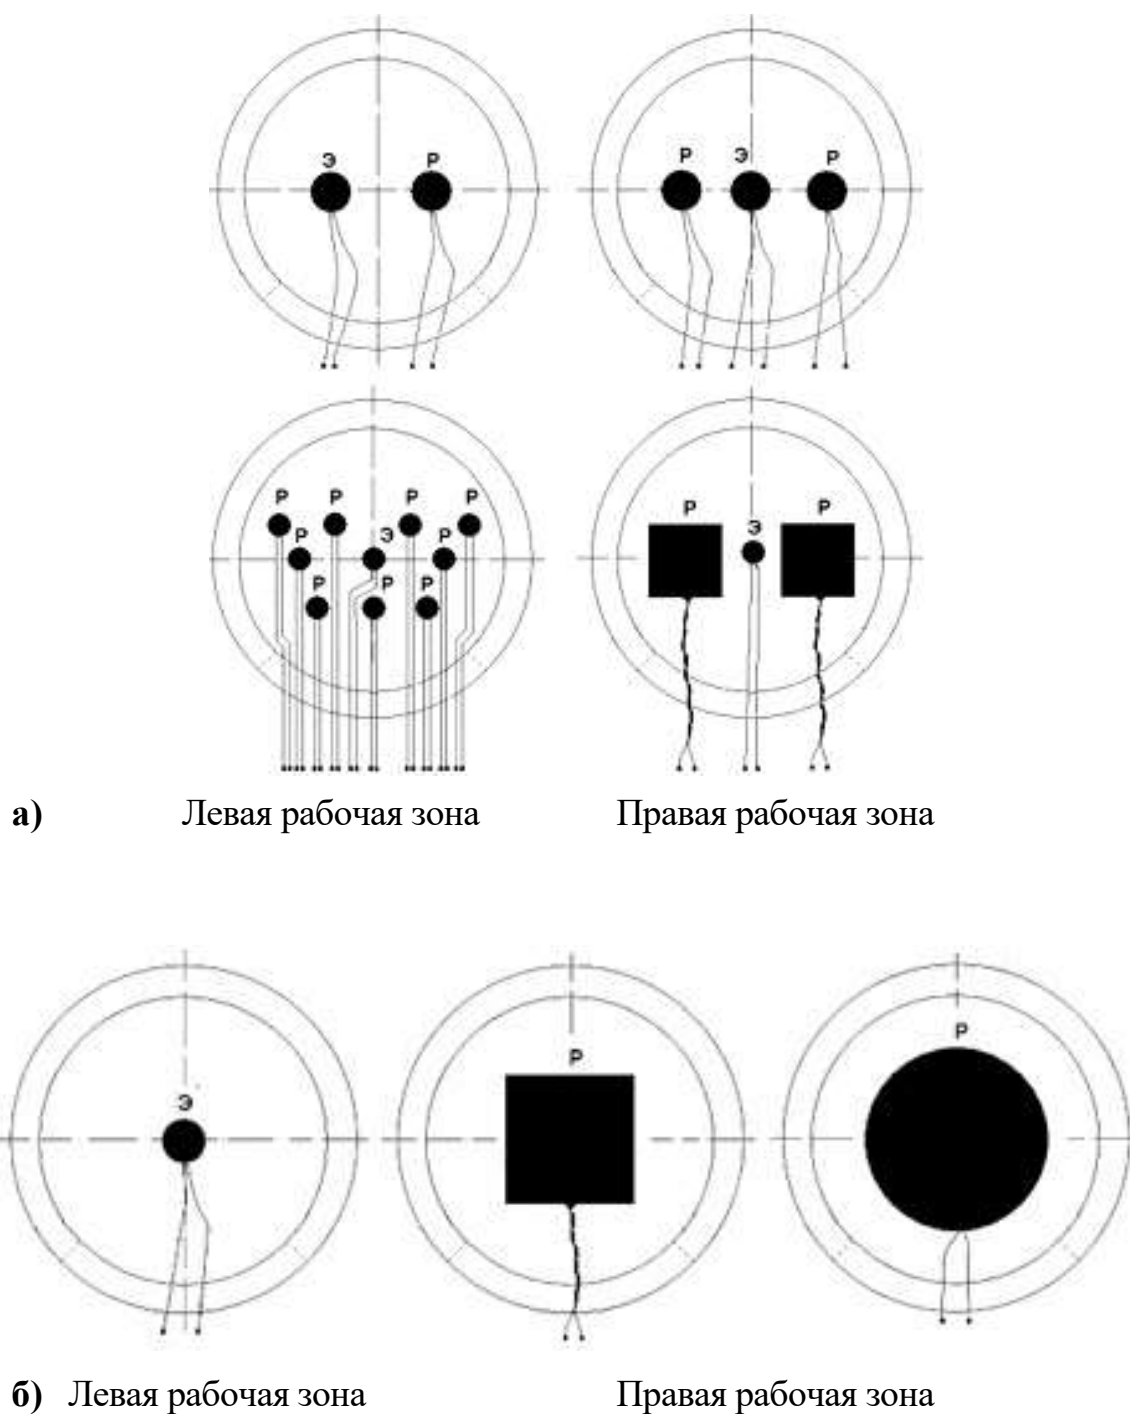 Э Р
Р Э Р
Р Р Р Р
Р Э Р
Р Р Р
Р Э Р
а) Левая рабочая зона Правая рабочая зона
Э Р Р
б) Левая рабочая зона Правая рабочая зона